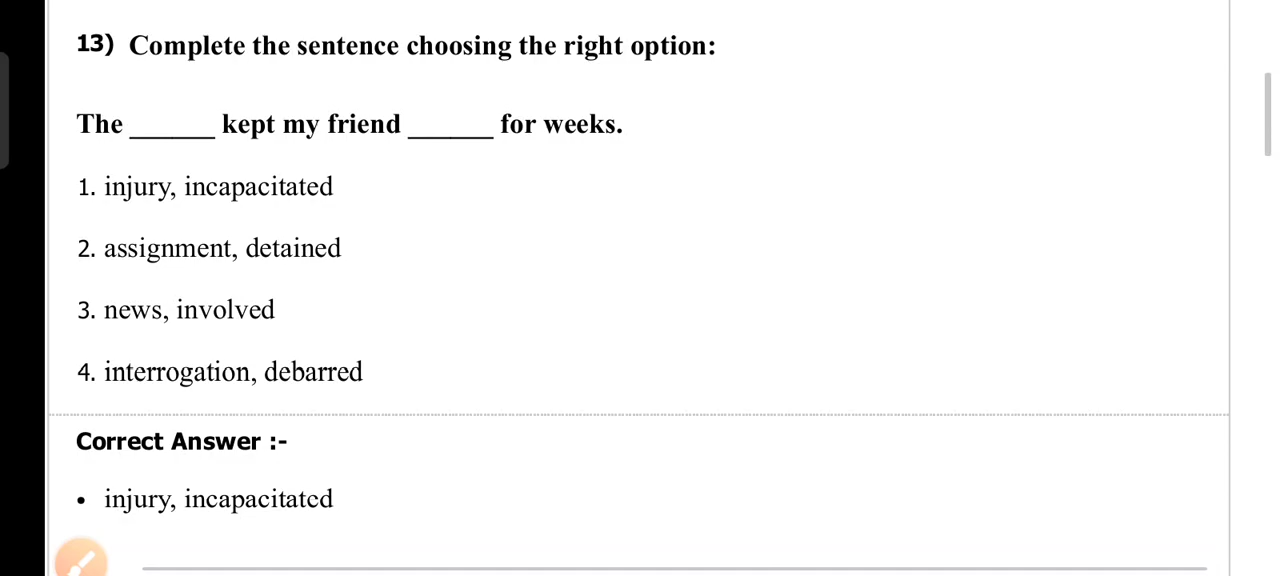 13) Complete the sentence choosing the right option:
The ______ kept my friend ______ for weeks.
1. injury, incapacitated
2. assignment, detained
3. news, involved
4. interrogation, debarred
Correct Answer :-
• injury, incapacitated